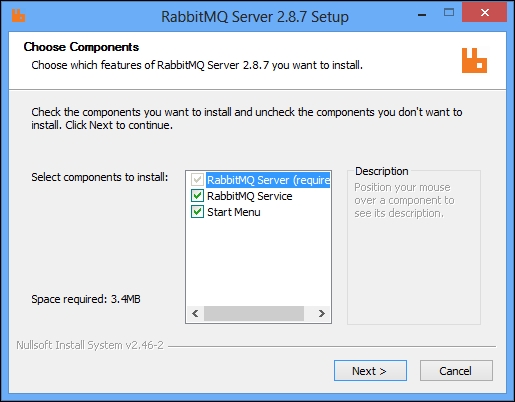 RabbitMQ Server 2.8.7 Setup
Choose Components
Choose which features of RabbitMQ Server 2.8.7 you want to install.
Check the components you want to install and uncheck the components you don't want to
install. Click Next to continue.
Select components to install:
RabbitMQ Server (require
RabbitMQ Service
Start Menu
Description
Position your mouse
over a component to
see its description.
Space required: 3.4MB
Nullsoft Install System v2.46-2
Next >
Cancel